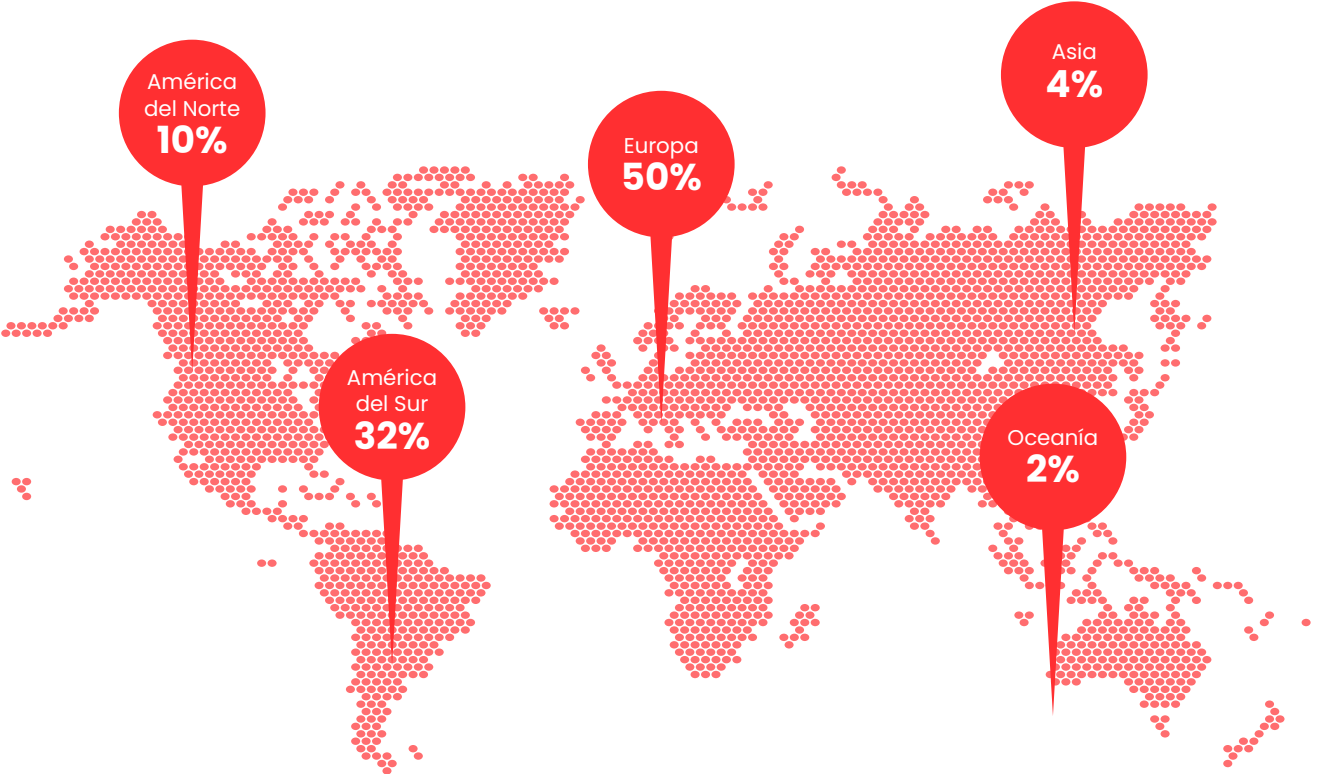 América
del Norte
10%
Europa
50%
Asia
4%
América
del Sur
32%
Oceanía
2%